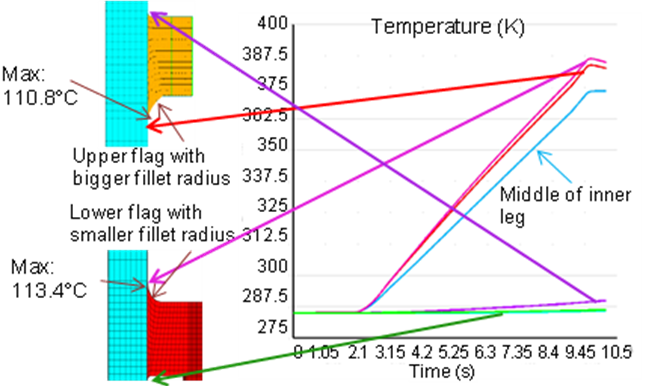 Temperature (K)
400
387.5
375
362.5
350
337.5
325
312.5
300
287.5
275
Max:
110.8°C
Upper flag with
bigger fillet radius
Lower flag with
smaller fillet radius
Max:
113.4°C
Middle of inner
leg
0 1.05 2.1 3.15 4.2 5.25 6.3 7.35 8.4 9.45 10.5
Time (s)